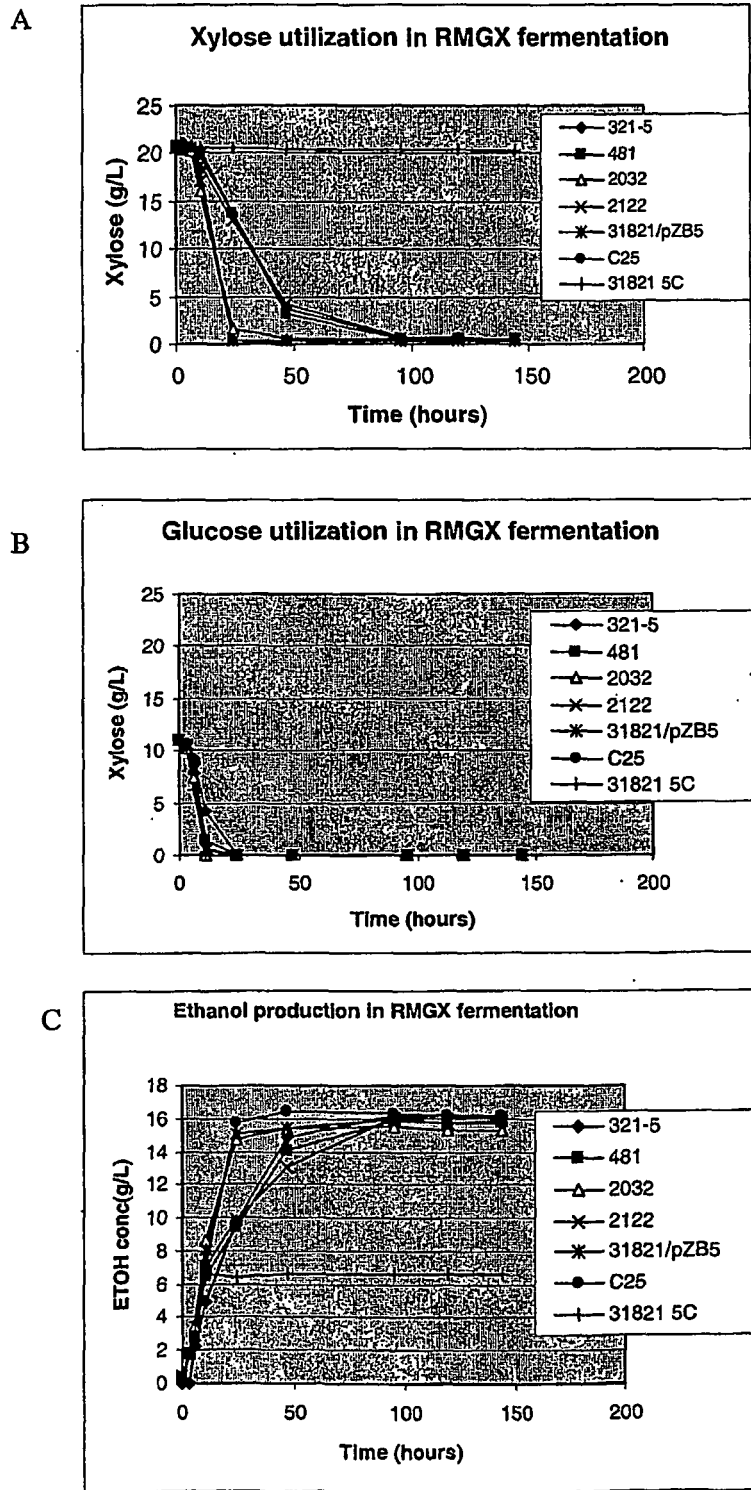 A
Xylose utilization in RMGX fermentation
Xylose (g/L)
25
20
15
10
5
0
0 50 100 150 200
Time (hours)
321-5
481
2032
2122
31821/pZB5
C25
31821 5C
B
Glucose utilization in RMGX fermentation
Xylose (g/L)
25
20
15
10
5
0
0 50 100 150 200
Time (hours)
321-5
481
2032
2122
31821/pZB5
C25
31821 5C
C
Ethanol production in RMGX fermentation
ETOH conc(g/L)
18
16
14
12
10
8
6
4
2
0
0 50 100 150 200
Time (hours)
321-5
481
2032
2122
31821/pZB5
C25
31821 5C